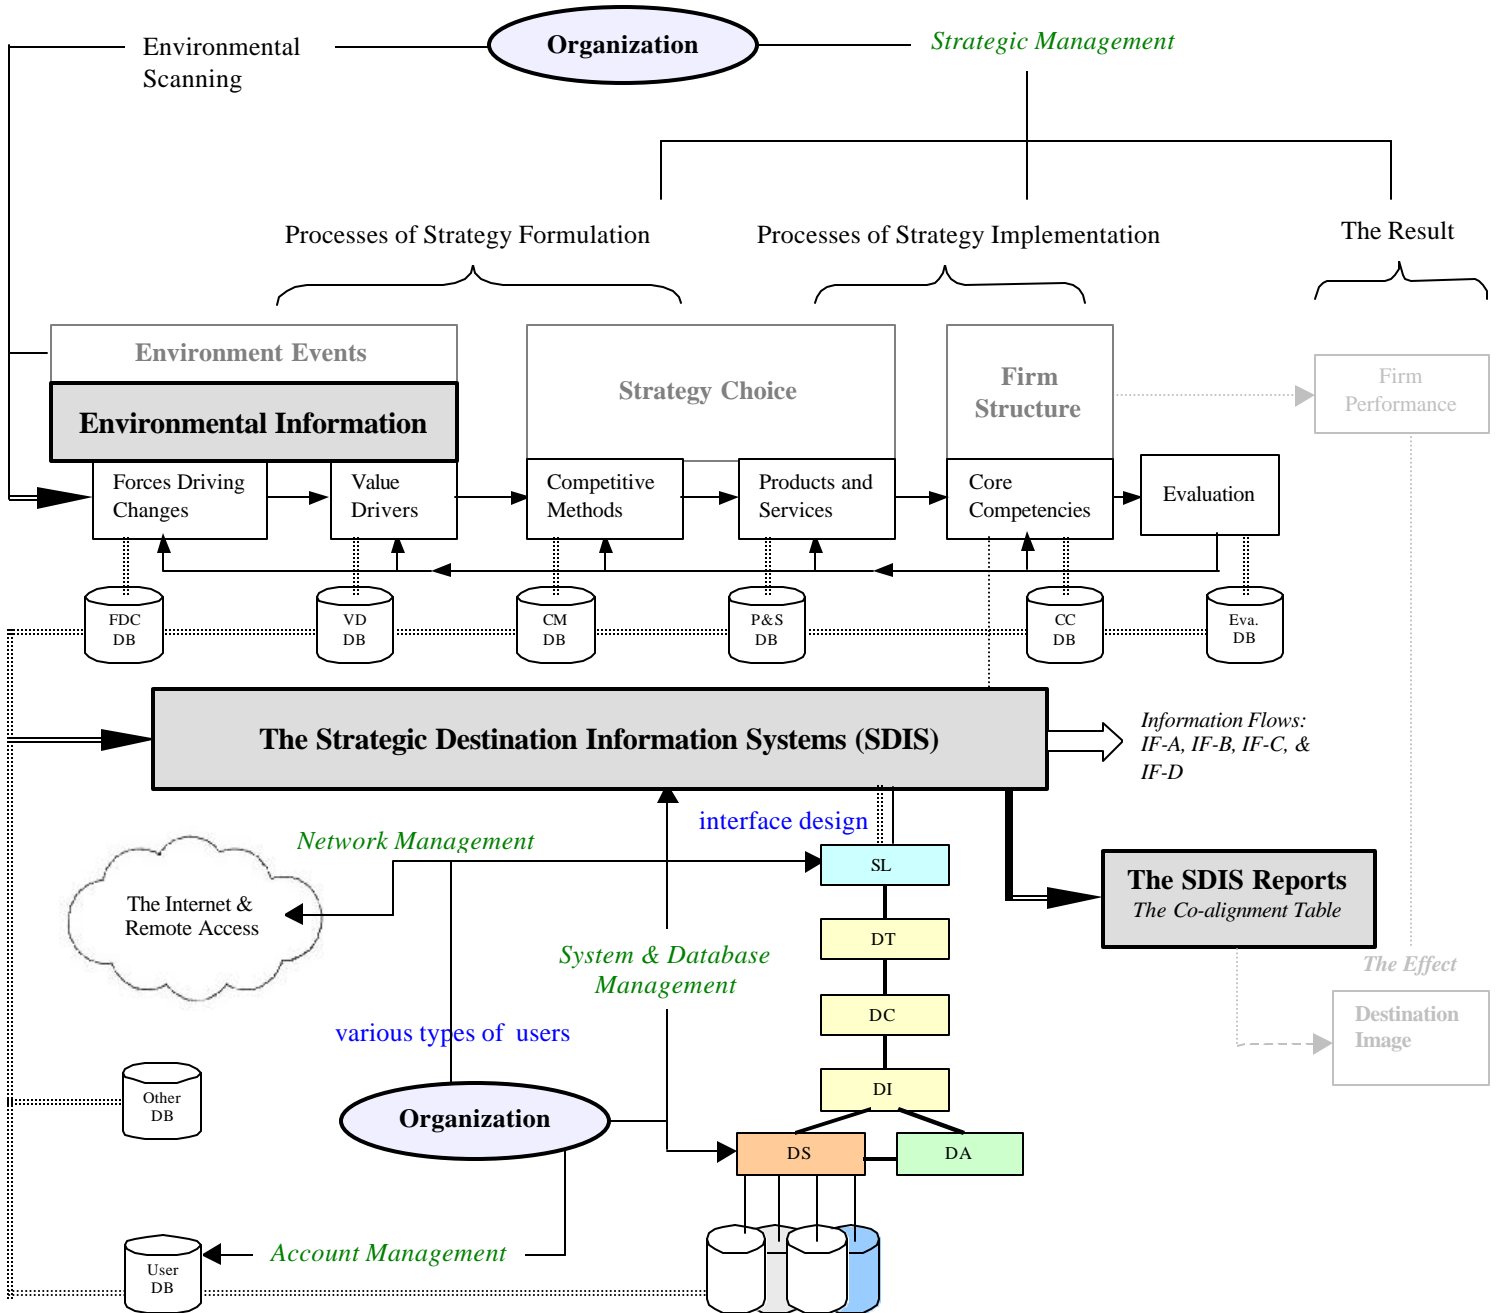 Environmental
Scanning
Organization
Strategic Management
Processes of Strategy Formulation
Processes of Strategy Implementation
The Result
Environment Events
Environmental Information
Strategy Choice
Firm
Structure
Firm
Performance
Forces Driving
Changes
Value
Drivers
Competitive
Methods
Products and
Services
Core
Competencies
Evaluation
FDC
DB
VD
DB
CM
DB
P&S
DB
CC
DB
Eva.
DB
The Strategic Destination Information Systems (SDIS)
Information Flows:
IF-A, IF-B, IF-C, &
IF-D
interface design
Network Management
SL
The Internet &
Remote Access
The SDIS Reports
The Co-alignment Table
DT
System & Database
Management
The Effect
DC
Destination
Image
various types of users
DI
Other
DB
Organization
DS
DA
Account Management
User
DB